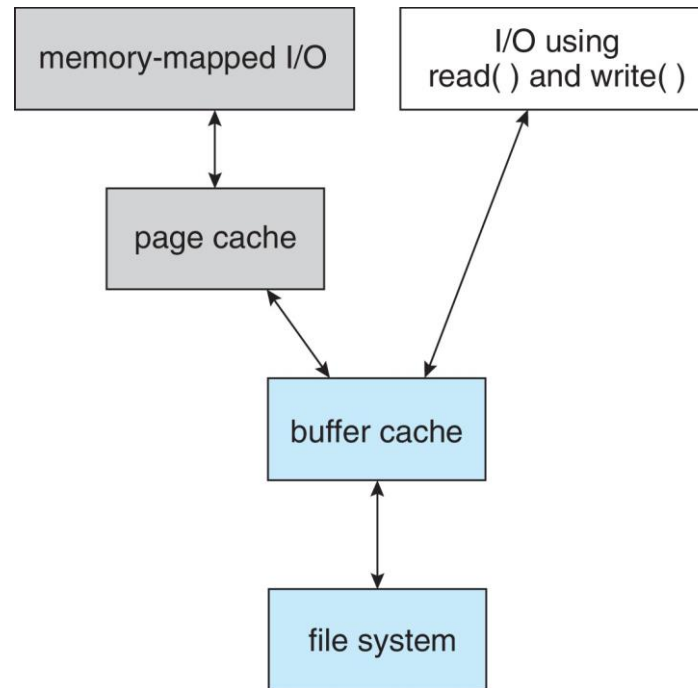 memory-mapped I/O
I/O using
read( ) and write( )
page cache
buffer cache
file system